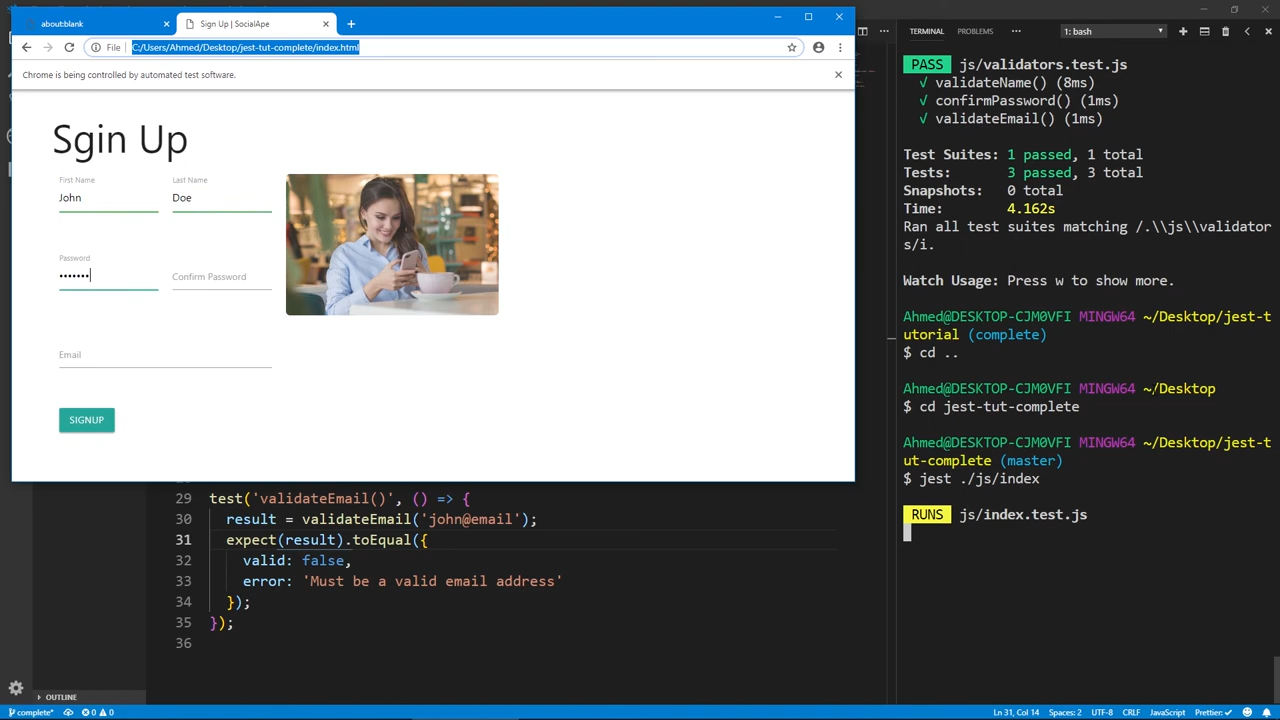 about:blank
Sign Up | SocialApe
File
C:/Users/Ahmed/Desktop/jest-tut-complete/index.html
Chrome is being controlled by automated test software.
Sgin Up
First Name
Last Name
John
Doe
Password
•••••••
Confirm Password
Email
SIGNUP
29 test('validateEmail()', () => {
30 result = validateEmail('john@email');
31 expect(result).toEqual({
32 valid: false,
33 error: 'Must be a valid email address'
34 });
35 });
36
OUTLINE
TERMINAL
PROBLEMS
1: bash
PASS js/validators.test.js
√ validateName() (8ms)
√ confirmPassword() (1ms)
√ validateEmail() (1ms)
Test Suites: 1 passed, 1 total
Tests: 3 passed, 3 total
Snapshots: 0 total
Time: 4.162s
Ran all test suites matching /.\\js\\validator
s/i.
Watch Usage: Press w to show more.
Ahmed@DESKTOP-CJM0VFI MINGW64 ~/Desktop/jest-t
utorial (complete)
$ cd ..
Ahmed@DESKTOP-CJM0VFI MINGW64 ~/Desktop
$ cd jest-tut-complete
Ahmed@DESKTOP-CJM0VFI MINGW64 ~/Desktop/jest-t
ut-complete (master)
$ jest ./js/index
RUNS js/index.test.js
complete*
0
0
Ln 31, Col 14
Spaces: 2
UTF-8
CRLF
JavaScript
Prettier: ✓